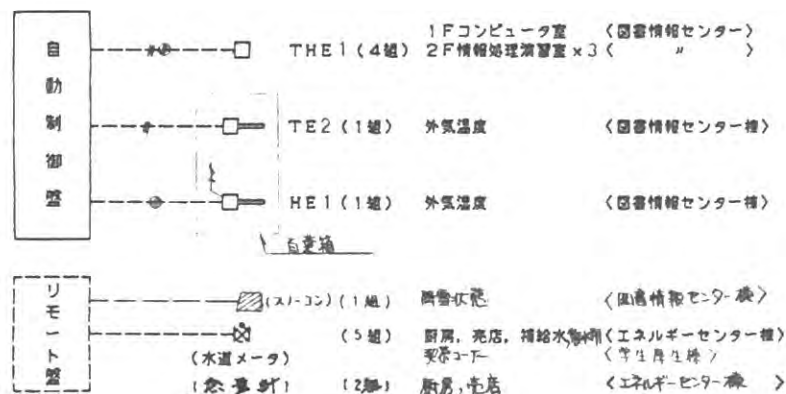 自動制御盤
THE1(4組) 1Fコンピュータ室 〈図書情報センター〉
2F情報処理演習室×3 〈 〃 〉
TE2(1組) 外気温度 〈図書情報センター棟〉
HE1(1組) 外気湿度 〈図書情報センター棟〉
百葉箱
リモート盤
(スノーコン)(1組) 降雪状態 〈図書情報センター棟〉
(5組) 厨房,売店,補給水, 〈エネルギーセンター棟〉
(水道メータ) 喫茶コーナー 〈学生厚生棟〉
(2組) 厨房,売店 〈エネルギーセンター棟〉